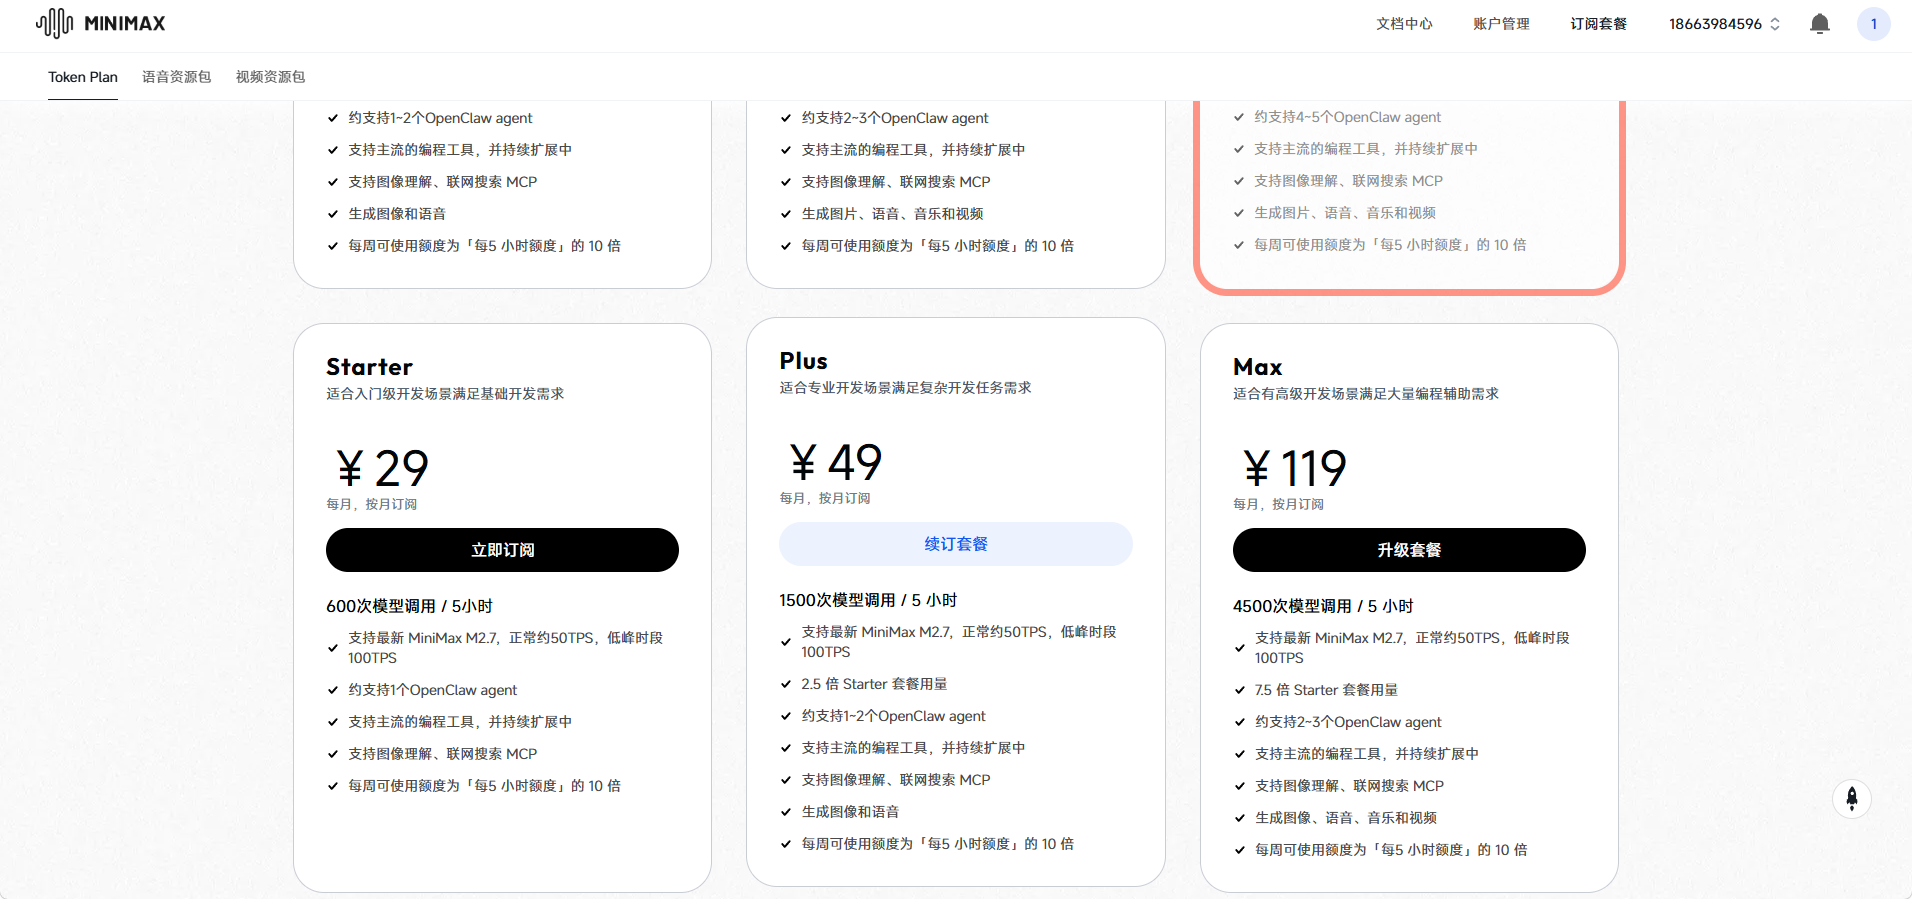 MINIMAX
文档中心
账户管理
订阅套餐
18663984596
1
Token Plan
语音资源包
视频资源包
约支持1~2个OpenClaw agent
支持主流的编程工具，并持续扩展中
支持图像理解、联网搜索 MCP
生成图像和语音
每周可使用额度为「每5 小时额度」的 10 倍
约支持2~3个OpenClaw agent
支持主流的编程工具，并持续扩展中
支持图像理解、联网搜索 MCP
生成图片、语音、音乐和视频
每周可使用额度为「每5 小时额度」的 10 倍
约支持4~5个OpenClaw agent
支持主流的编程工具，并持续扩展中
支持图像理解、联网搜索 MCP
生成图片、语音、音乐和视频
每周可使用额度为「每5 小时额度」的 10 倍
Starter
适合入门级开发场景满足基础开发需求
¥ 29
每月，按月订阅
立即订阅
600次模型调用 / 5小时
支持最新 MiniMax M2.7，正常约50TPS，低峰时段
100TPS
约支持1个OpenClaw agent
支持主流的编程工具，并持续扩展中
支持图像理解、联网搜索 MCP
每周可使用额度为「每5 小时额度」的 10 倍
Plus
适合专业开发场景满足复杂开发任务需求
¥ 49
每月，按月订阅
续订套餐
1500次模型调用 / 5 小时
支持最新 MiniMax M2.7，正常约50TPS，低峰时段
100TPS
2.5 倍 Starter 套餐用量
约支持1~2个OpenClaw agent
支持主流的编程工具，并持续扩展中
支持图像理解、联网搜索 MCP
生成图像和语音
每周可使用额度为「每5 小时额度」的 10 倍
Max
适合有高级开发场景满足大量编程辅助需求
¥ 119
每月，按月订阅
升级套餐
4500次模型调用 / 5 小时
支持最新 MiniMax M2.7，正常约50TPS，低峰时段
100TPS
7.5 倍 Starter 套餐用量
约支持2~3个OpenClaw agent
支持主流的编程工具，并持续扩展中
支持图像理解、联网搜索 MCP
生成图像、语音、音乐和视频
每周可使用额度为「每5 小时额度」的 10 倍